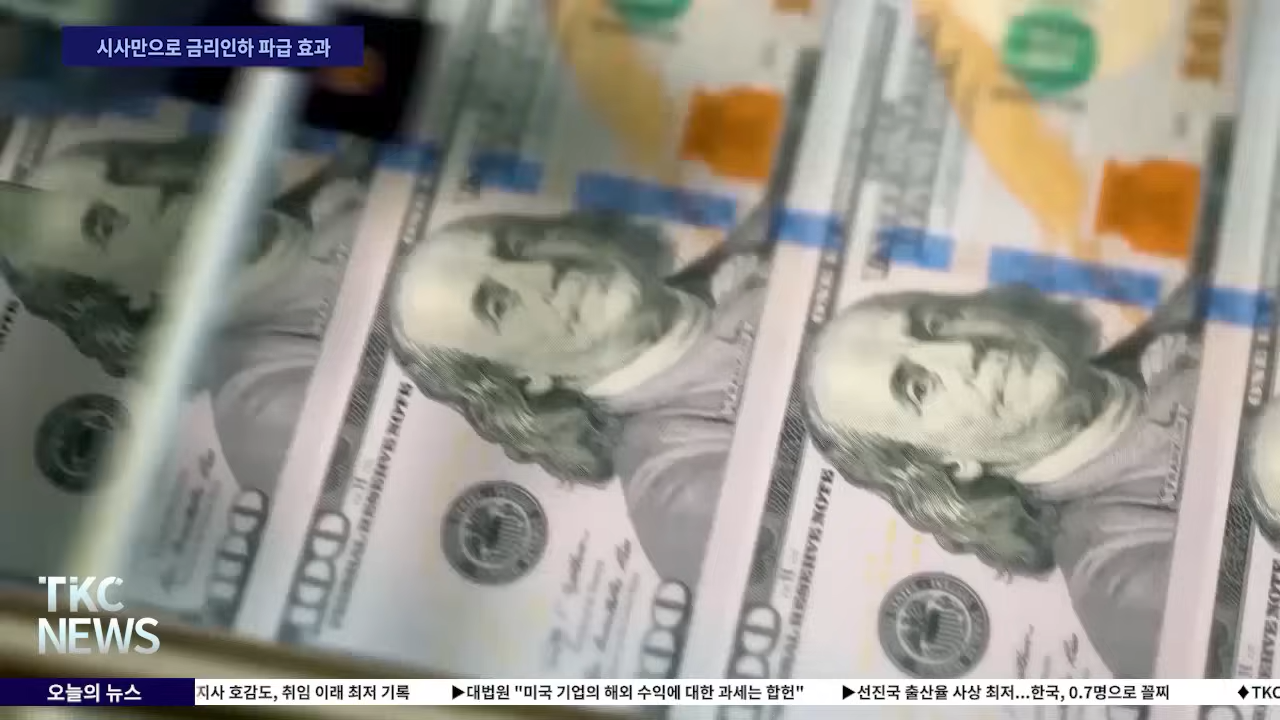 시사만으로 금리인하 파급 효과
TKC
NEWS
오늘의 뉴스
지사 호감도, 취임 이래 최저 기록 ▶대법원 "미국 기업의 해외 수익에 대한 과세는 합헌" ▶선진국 출산율 사상 최저...한국, 0.7명으로 꼴찌 ♦TKC